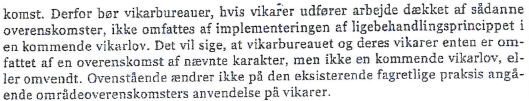 komst. Derfor bør vikarbureauer, hvis vikarer udfører arbejde dækket af sådanne
overenskomster, ikke omfattes af implementeringen af ligebehandlingsprincippet i
en kommende vikarlov. Det vil sige, at vikarbureauet og deres vikarer enten er om-
fattet af en overenskomst af nævnte karakter, men ikke en kommende vikarlov, el-
ler omvendt. Ovenstående ændrer ikke på den eksisterende fagretlige praksis angå-
ende områdeoverenskomsters anvendelse på vikarer.